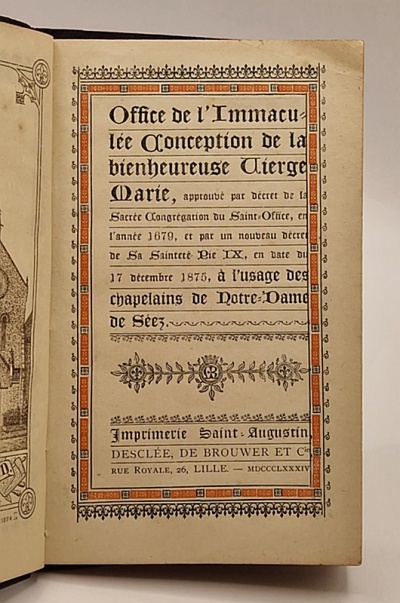 Office de l'Immacu-
lée Conception de la
bienheureuse Vierge
Marie, approuvé par décret de la
Sacrée Congrégation du Saint-Office, en
l'année 1679, et par un nouveau décret
de Sa Sainteté Pie IX, en date du
17 décembre 1875, à l'usage des
chapelains de Notre-Dame
de Séez.
Imprimerie Saint-Augustin,
DESCLÉE, DE BROUWER ET Cie,
RUE ROYALE, 26, LILLE. — MDCCCLXXXIV